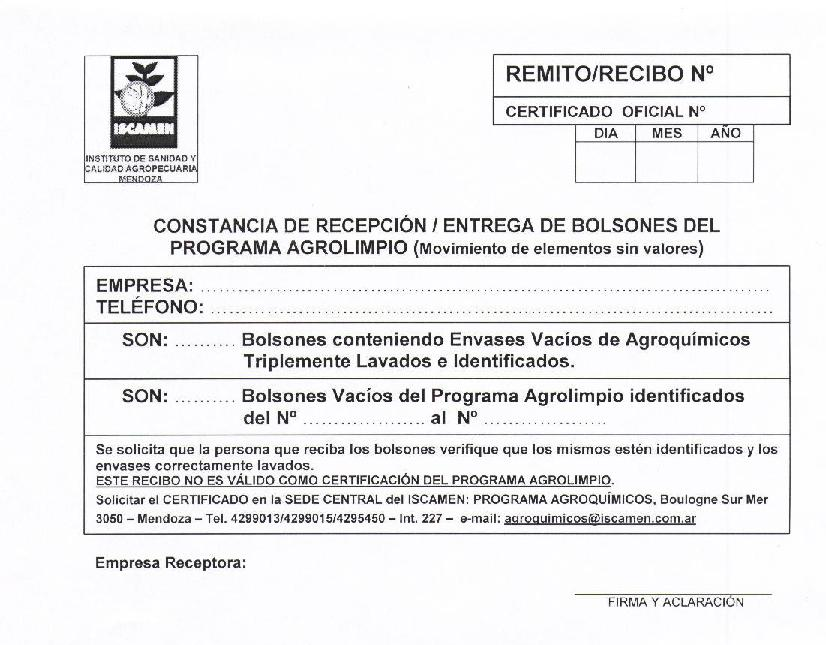 REMITO/RECIBO Nº
ISCAMEN
CERTIFICADO OFICIAL Nº
INSTITUTO DE SANIDAD Y
CALIDAD AGROPECUARIA
MENDOZA
DIA MES AÑO
CONSTANCIA DE RECEPCIÓN / ENTREGA DE BOLSONES DEL
PROGRAMA AGROLIMPIO (Movimiento de elementos sin valores)
EMPRESA: ..........................................................................
TELÉFONO: ..........................................................................
SON: .......... Bolsones conteniendo Envases Vacíos de Agroquímicos
Triplemente Lavados e Identificados.
SON: .......... Bolsones Vacíos del Programa Agrolimpio identificados
del Nº .................... al Nº ....................
Se solicita que la persona que reciba los bolsones verifique que los mismos estén identificados y los
envases correctamente lavados.
ESTE RECIBO NO ES VÁLIDO COMO CERTIFICACIÓN DEL PROGRAMA AGROLIMPIO.
Solicitar el CERTIFICADO en la SEDE CENTRAL del ISCAMEN: PROGRAMA AGROQUÍMICOS, Boulogne Sur Mer
3050 – Mendoza – Tel. 4299013/4299015/4295450 – Int. 227 – e-mail: agroquimicos@iscamen.com.ar
Empresa Receptora:
FIRMA Y ACLARACIÓN